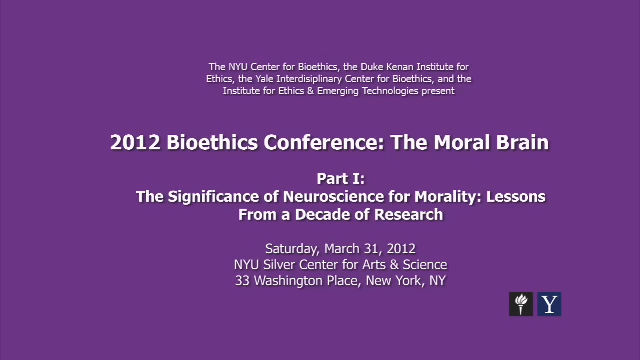 The NYU Center for Bioethics, the Duke Kenan Institute for
Ethics, the Yale Interdisiplinary Center for Bioethics, and the
Institute for Ethics & Emerging Technologies present
2012 Bioethics Conference: The Moral Brain
Part I:
The Significance of Neuroscience for Morality: Lessons
From a Decade of Research
Saturday, March 31, 2012
NYU Silver Center for Arts & Science
33 Washington Place, New York, NY
Y